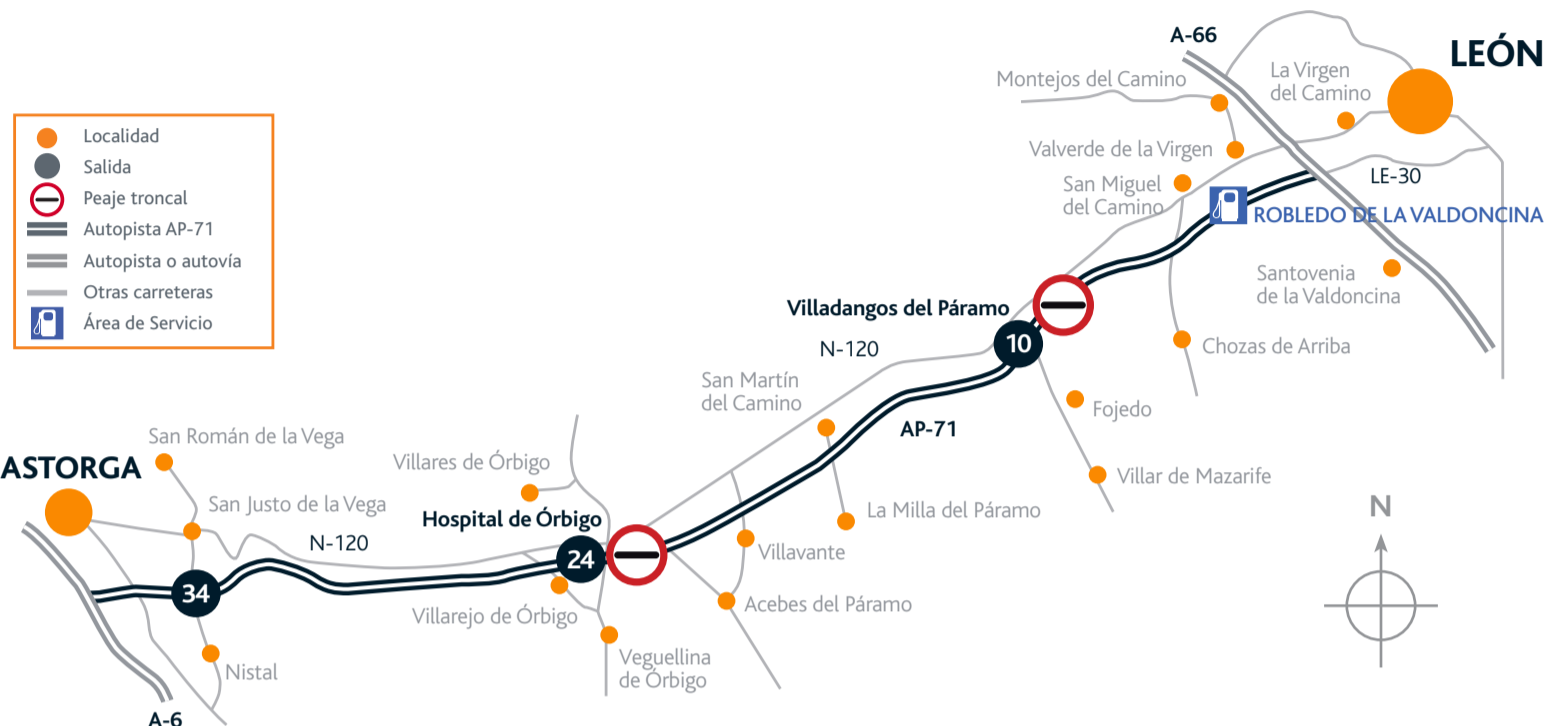 A-66
LEÓN
Montejos del Camino
La Virgen
del Camino
Localidad
Salida
Peaje troncal
Autopista AP-71
Autopista o autovía
Otras carreteras
Área de Servicio
Valverde de la Virgen
San Miguel
del Camino
LE-30
ROBLEDO DE LA VALDONCINA
Santovenia
de la Valdoncina
Villadangos del Páramo
10
N-120
Chozas de Arriba
San Martín
del Camino
Fojedo
AP-71
San Román de la Vega
ASTORGA
Villares de Órbigo
Villar de Mazarife
San Justo de la Vega
La Milla del Páramo
N
Hospital de Órbigo
N-120
24
Villavante
34
Villarejo de Órbigo
Acebes del Páramo
Nistal
Veguellina
de Órbigo
A-6